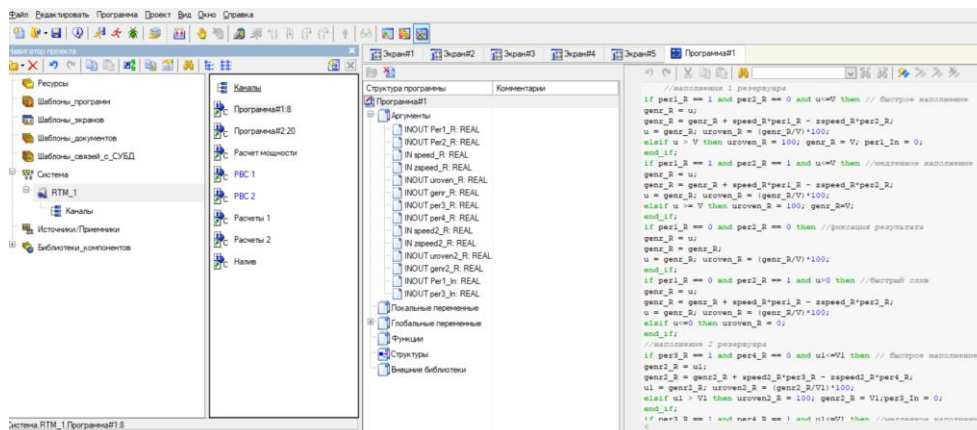 Файл Редактировать Программа Проект Вид Окно Справка
Навигатор проекта
Ресурсы
Шаблоны_программ
Шаблоны_экранов
Шаблоны_документов
Шаблоны_связей_с_СУБД
Система
RTM_1
Каналы
Источники/Приемники
Библиотеки_компонентов
Каналы
Программа#1:8
Программа#2:20
Расчет мощности
РВС 1
РВС 2
Расчеты 1
Расчеты 2
Налив
Система.RTM_1.Программа#1:8
Экран#1 Экран#2 Экран#3 Экран#4 Экран#5 Программа#1
Структура программы Комментарии
Программа#1
Аргументы
INOUT Per1_R: REAL
INOUT Per2_R: REAL
IN speed_R: REAL
IN zspeed_R: REAL
INOUT uroven_R: REAL
INOUT genr_R: REAL
INOUT per3_R: REAL
INOUT per4_R: REAL
IN speed2_R: REAL
IN zspeed2_R: REAL
INOUT uroven2_R: REAL
INOUT genr2_R: REAL
INOUT Per1_In: REAL
INOUT per3_In: REAL
Локальные переменные
Глобальные переменные
Функции
Структуры
Внешние библиотеки
//наполнения 1 резервуара
if per1_R == 1 and per2_R == 0 and u<=V then // быстрое наполнение
genr_R = u;
genr_R = genr_R + speed_R*per1_R - zspeed_R*per2_R;
u = genr_R; uroven_R = (genr_R/V)*100;
elsif u > V then uroven_R = 100; genr_R = V; per1_In = 0;
end_if;
if per1_R == 1 and per2_R == 1 and u<=V then //медленное наполнение
genr_R = u;
genr_R = genr_R + speed_R*per1_R - zspeed_R*per2_R;
u = genr_R; uroven_R = (genr_R/V)*100;
elsif u >= V then uroven_R = 100; genr_R=V;
end_if;
if per1_R == 0 and per2_R == 0 then //фиксация результата
genr_R = u;
genr_R = genr_R;
u = genr_R; uroven_R = (genr_R/V)*100;
end_if;
if per1_R == 0 and per2_R == 1 and u>0 then //быстрый слив
genr_R = u;
genr_R = genr_R + speed_R*per1_R - zspeed_R*per2_R;
u = genr_R; uroven_R = (genr_R/V)*100;
elsif u<=0 then uroven_R = 0;
end_if;
//наполнение 2 резервуара
if per3_R == 1 and per4_R == 0 and u1<=V1 then // быстрое наполнение
genr2_R = u1;
genr2_R = genr2_R + speed2_R*per3_R - zspeed2_R*per4_R;
u1 = genr2_R; uroven2_R = (genr2_R/V1)*100;
elsif u1 > V1 then uroven2_R = 100; genr2_R = V1;per3_In = 0;
end_if;
if per3_R == 1 and per4_R == 1 and u1<=V1 then //медленное наполнение